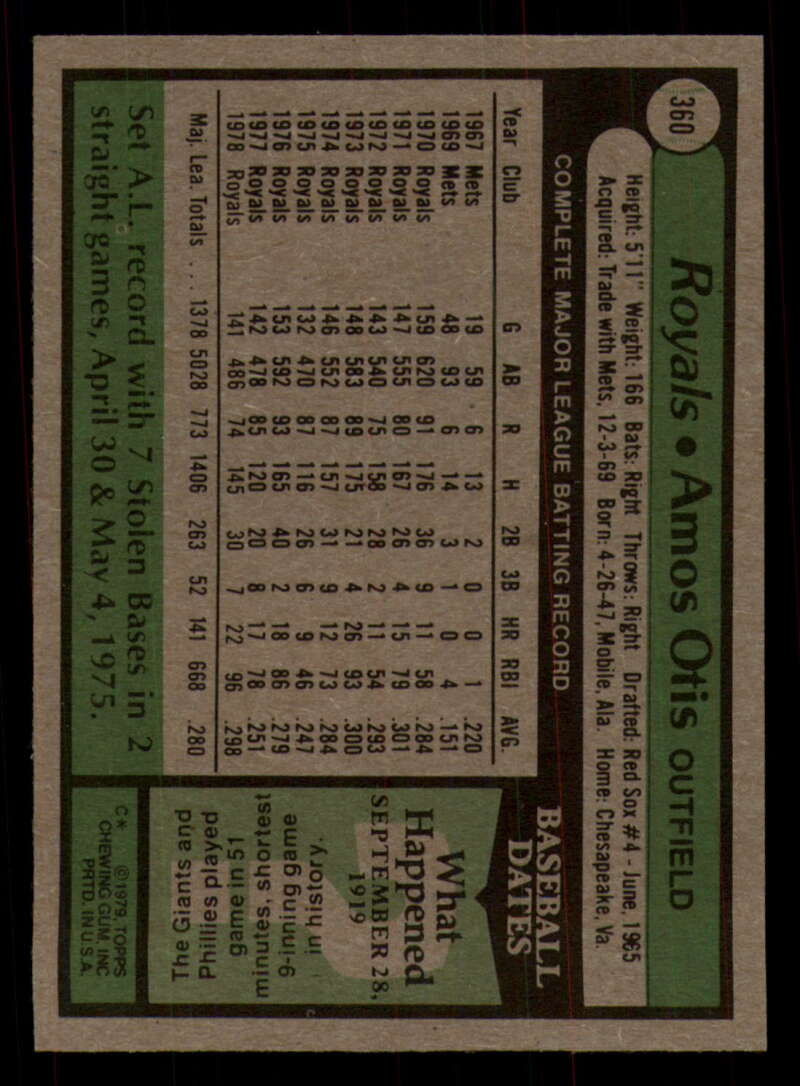 360
Royals • Amos Otis OUTFIELD
Height: 5'11" Weight: 166 Bats: Right Throws: Right Drafted: Red Sox #4 - June, 1965
Acquired: Trade with Mets, 12-3-69 Born: 4-26-47, Mobile, Ala. Home: Chesapeake, Va.
COMPLETE MAJOR LEAGUE BATTING RECORD
Year Club G AB R H 2B 3B HR RBI AVG.
1967 Mets 19 59 6 13 2 0 0 1 .220
1969 Mets 48 93 6 14 3 1 0 4 .151
1970 Royals 159 620 91 176 36 9 11 58 .284
1971 Royals 147 555 80 167 26 4 15 79 .301
1972 Royals 143 540 75 158 28 2 11 54 .293
1973 Royals 148 583 89 175 21 4 26 93 .300
1974 Royals 146 552 87 157 31 9 12 73 .284
1975 Royals 132 470 87 116 26 6 9 46 .247
1976 Royals 153 592 93 165 40 2 18 86 .279
1977 Royals 142 478 85 120 20 8 17 78 .251
1978 Royals 141 486 74 145 30 7 22 96 .298
Maj. Lea. Totals . . . 1378 5028 773 1406 263 52 141 668 .280
Set A.L. record with 7 Stolen Bases in 2
straight games, April 30 & May 4, 1975.
BASEBALL
DATES
What
Happened
SEPTEMBER 28,
1919
The Giants and
Phillies played
game in 51
minutes, shortest
9-inning game
in history.
C* ©1979, TOPPS
CHEWING GUM, INC.
PRTD. IN U.S.A.